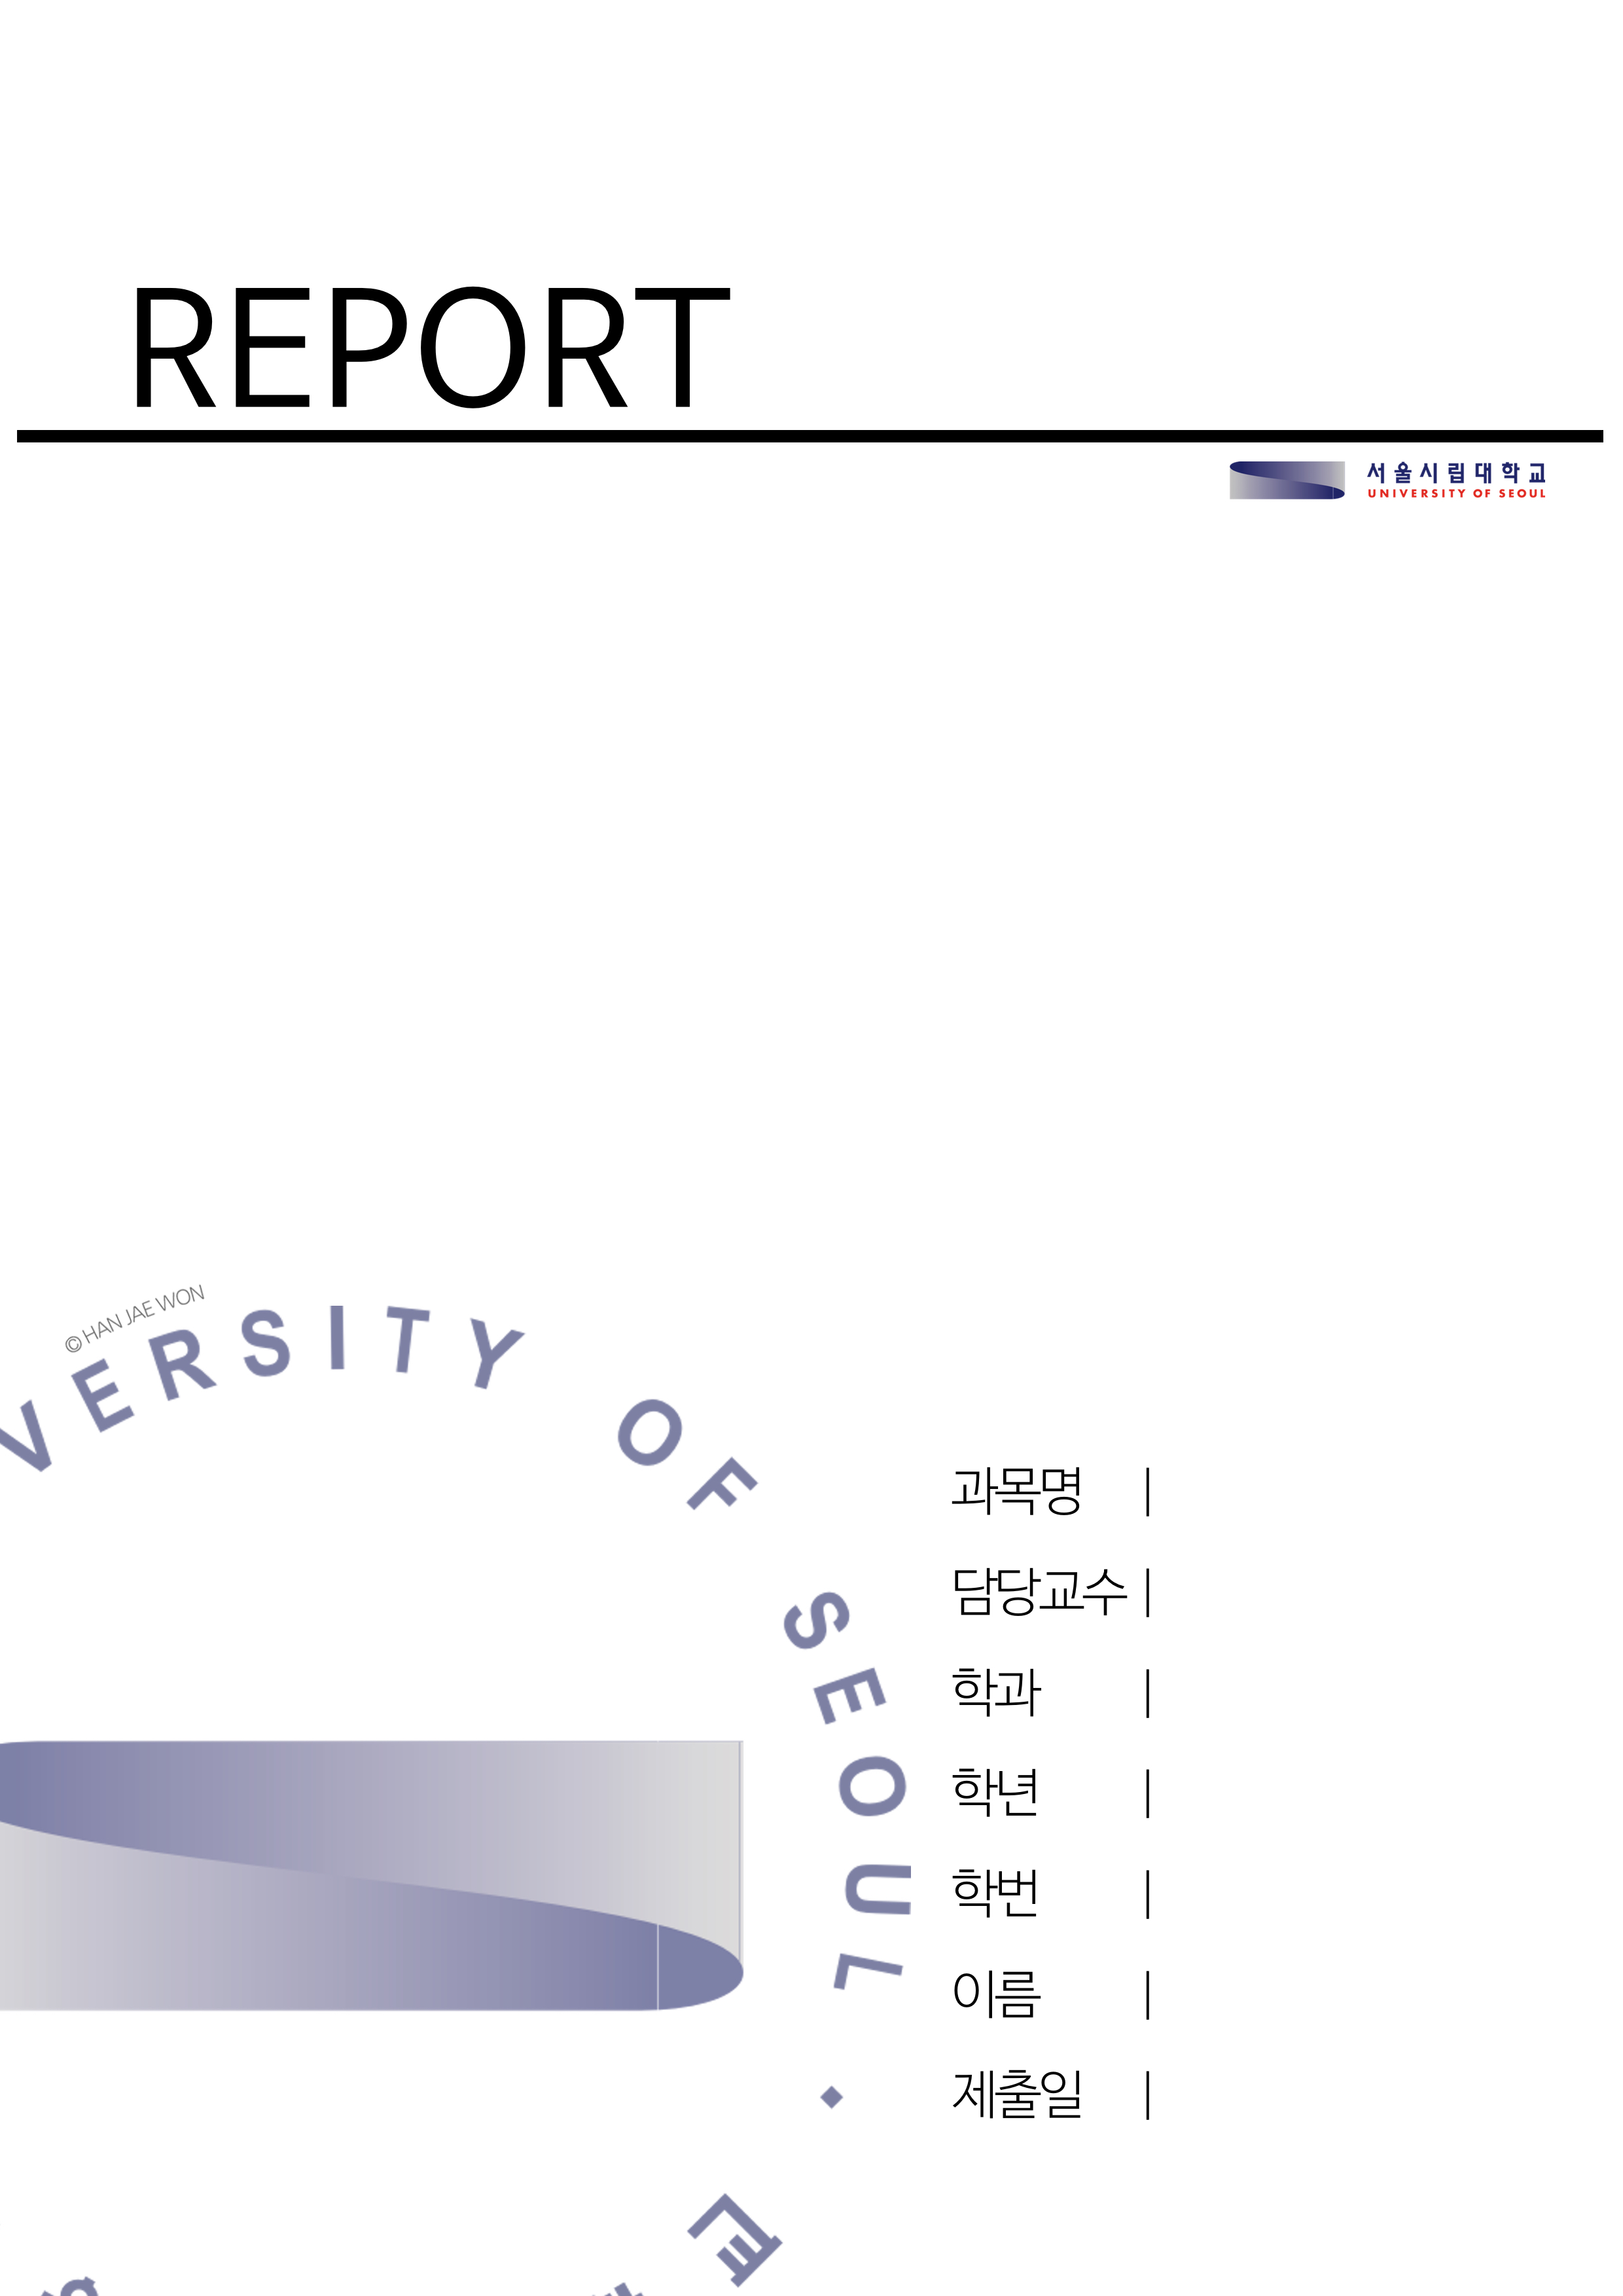 REPORT
서울시립대학교
UNIVERSITY OF SEOUL
© HAN JAE WON
VERSITY OF SEOUL
과목명 |
담당교수 |
학과 |
학년 |
학번 |
이름 |
제출일 |
교